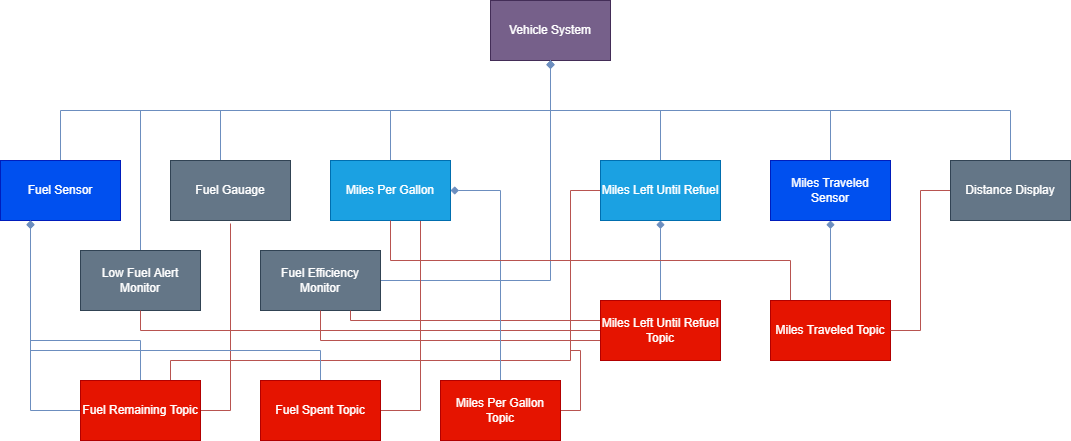 Vehicle System
Fuel Sensor
Fuel Gauage
Miles Per Gallon
Miles Left Until Refuel
Miles Traveled
Sensor
Distance Display
Low Fuel Alert
Monitor
Fuel Efficiency
Monitor
Miles Left Until Refuel
Topic
Miles Traveled Topic
Fuel Remaining Topic
Fuel Spent Topic
Miles Per Gallon
Topic